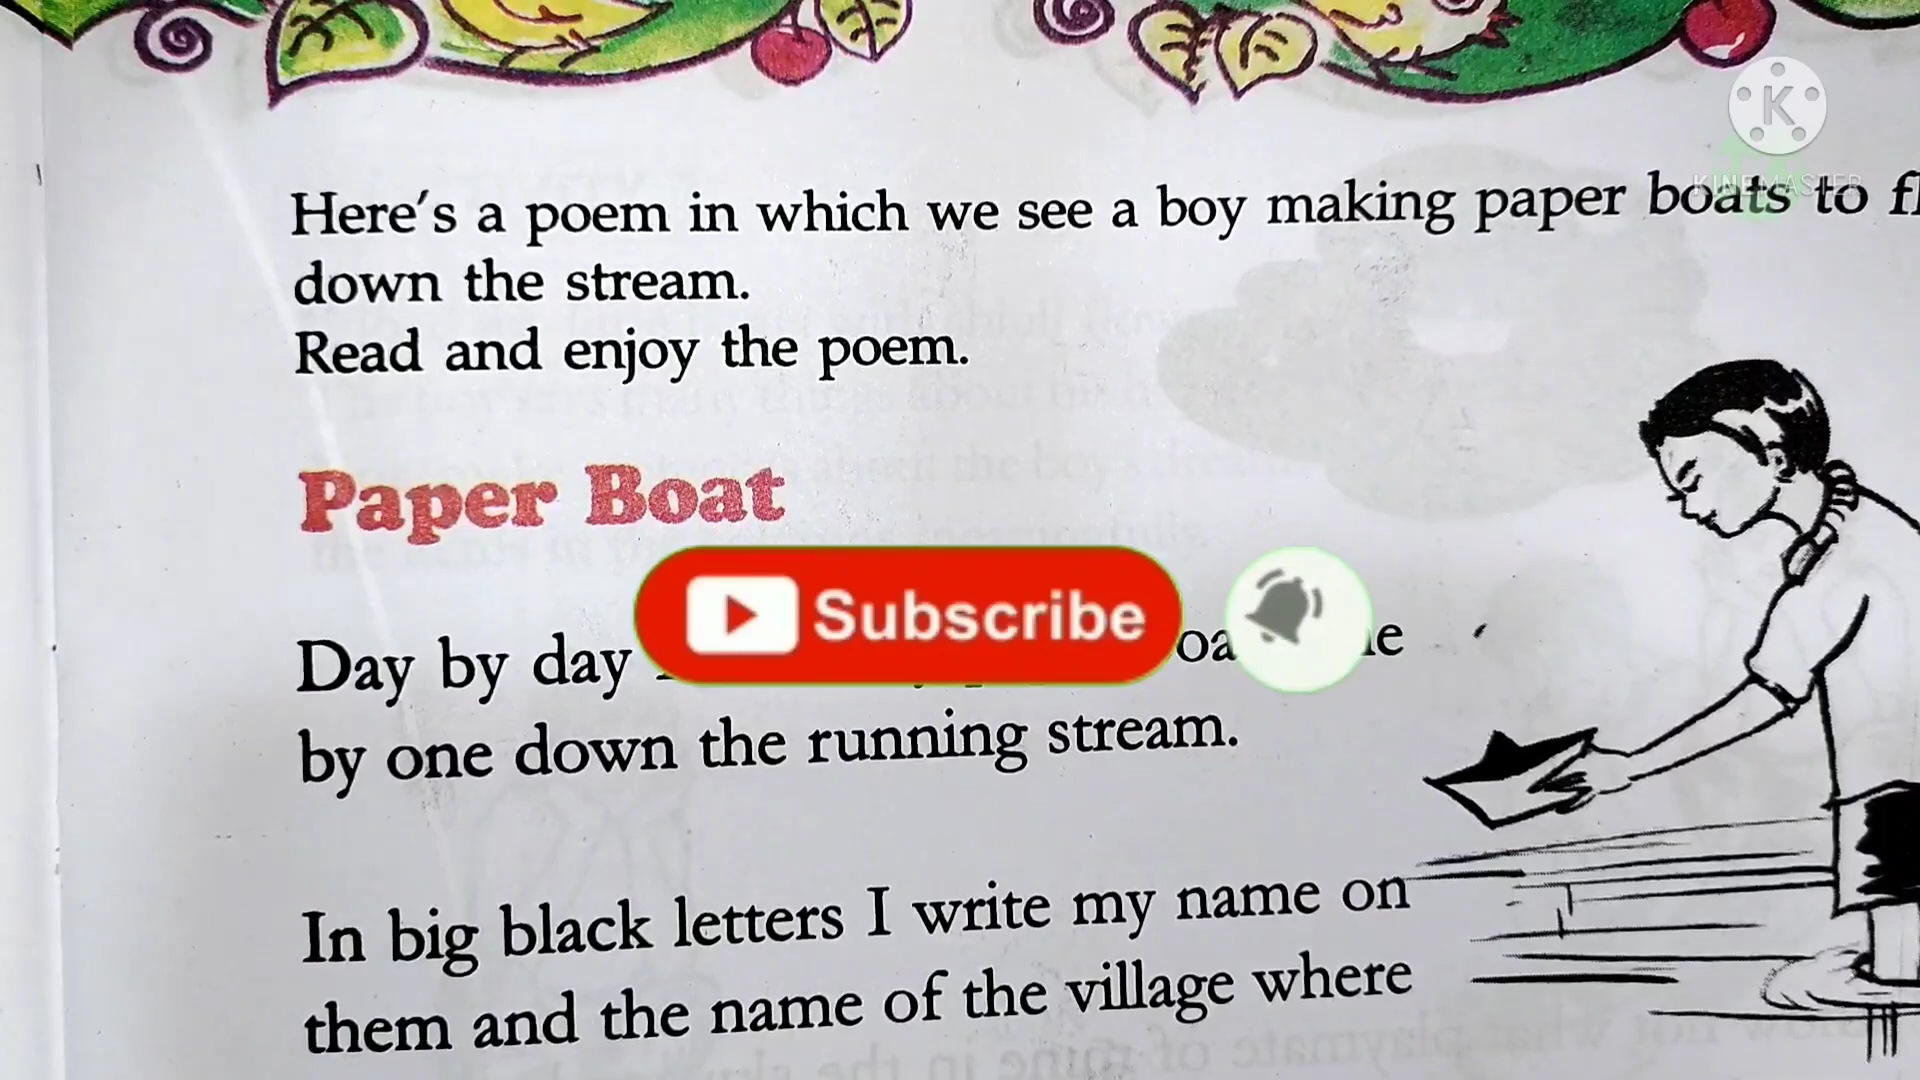 Here's a poem in which we see a boy making paper boats to fl
down the stream.
Read and enjoy the poem.
Paper Boat
Day by day
by one down the running stream.
In big black letters I write my name on
them and the name of the village where
Subscribe
K
KINEMASTER